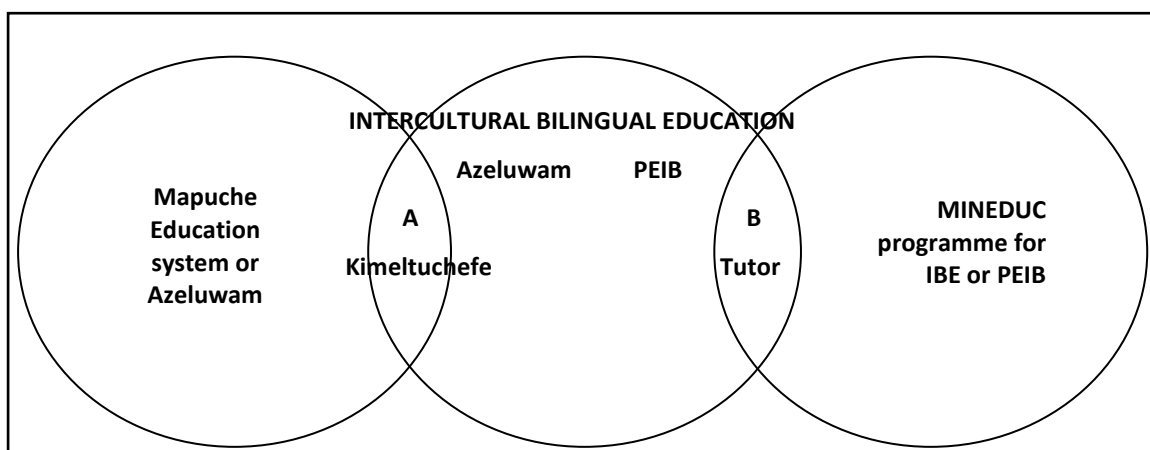 INTERCULTURAL BILINGUAL EDUCATION
Azeluwam PEIB
Mapuche
Education
system or
Azeluwam
A
Kimeltuchefe
B
Tutor
MINEDUC
programme for
IBE or PEIB